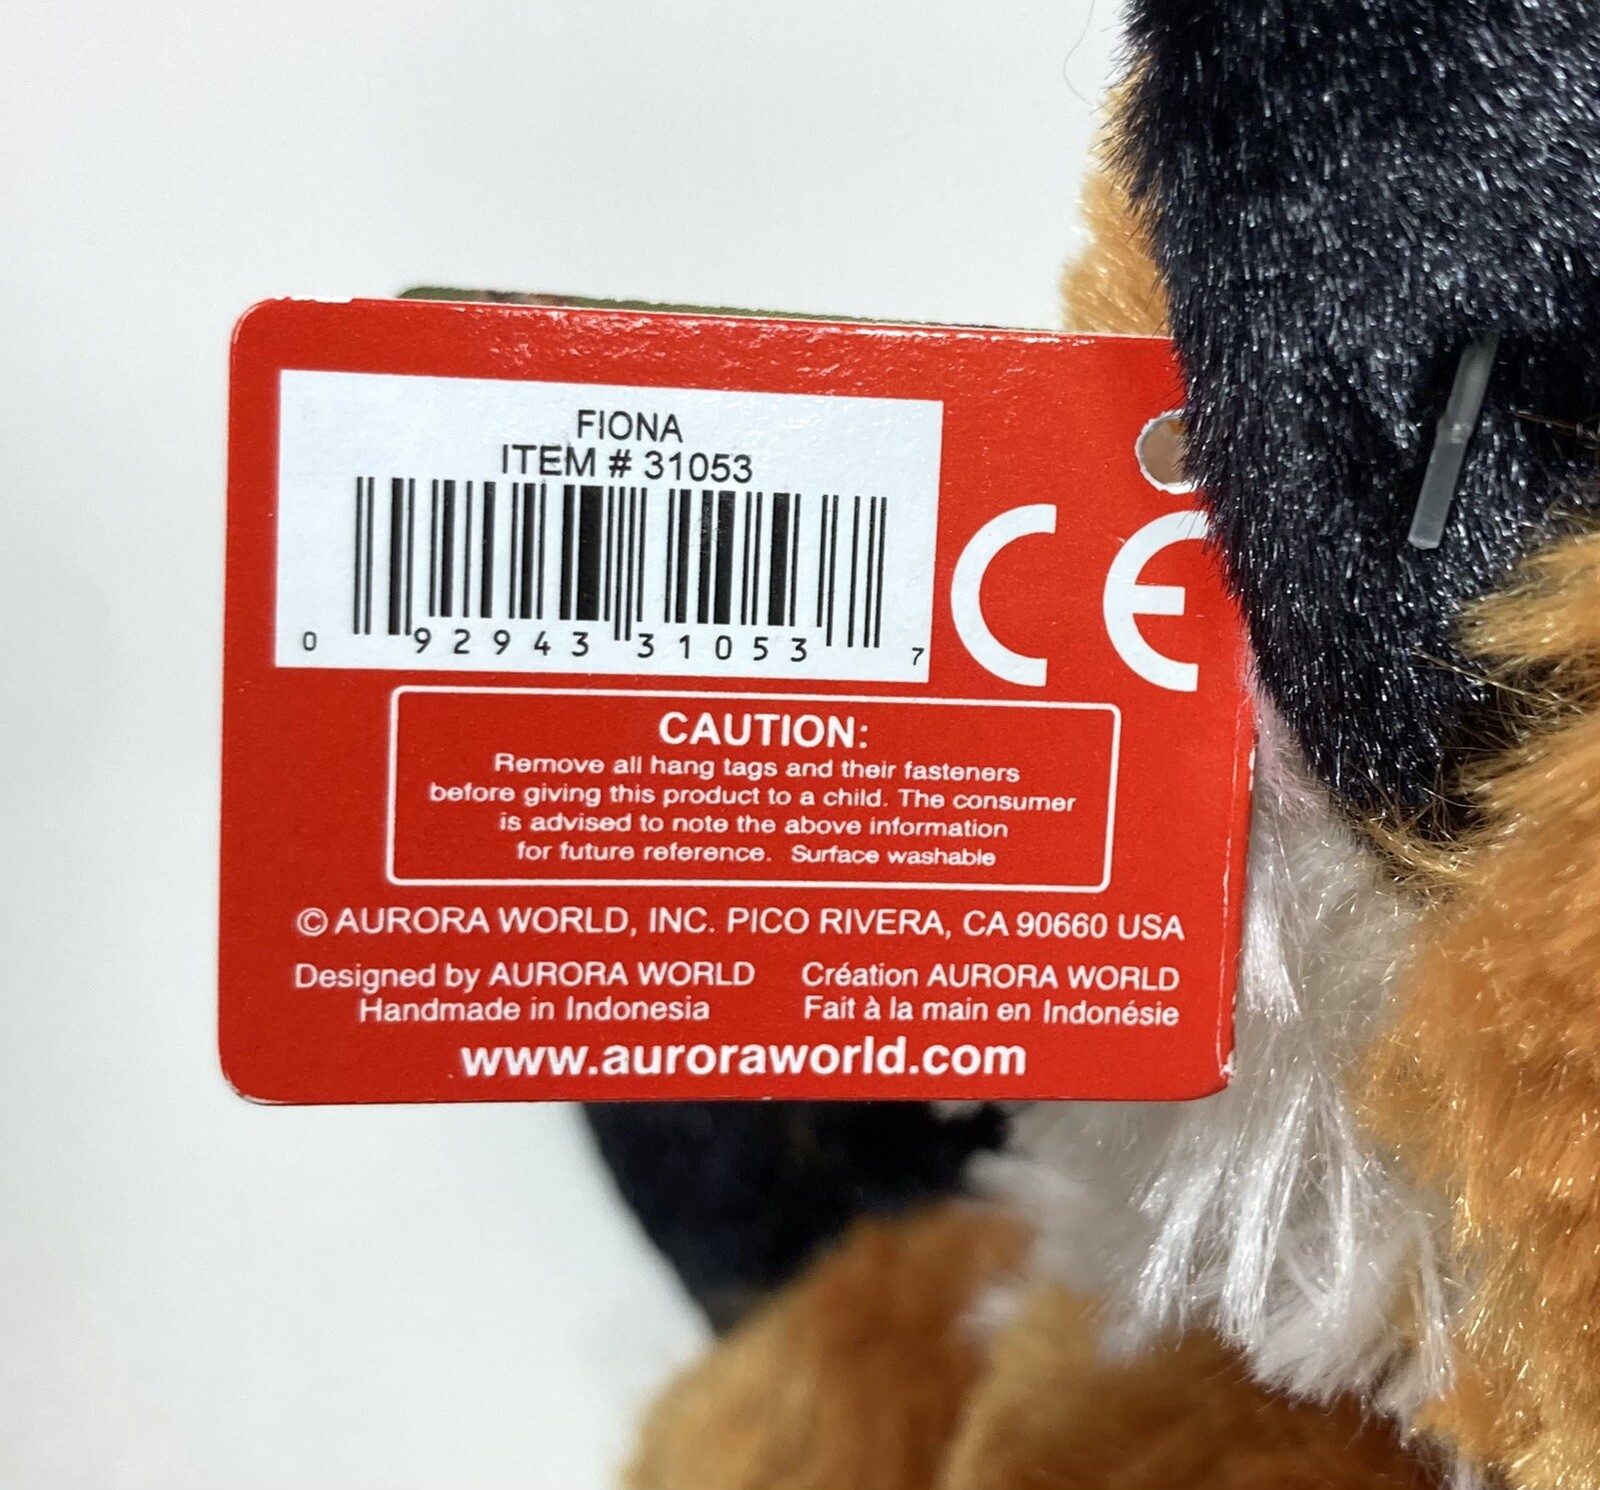 FIONA
ITEM # 31053
0 92943 31053 7
CE
CAUTION:
Remove all hang tags and their fasteners
before giving this product to a child. The consumer
is advised to note the above information
for future reference. Surface washable
© AURORA WORLD, INC. PICO RIVERA, CA 90660 USA
Designed by AURORA WORLD
Handmade in Indonesia
Création AURORA WORLD
Fait à la main en Indonésie
www.auroraworld.com